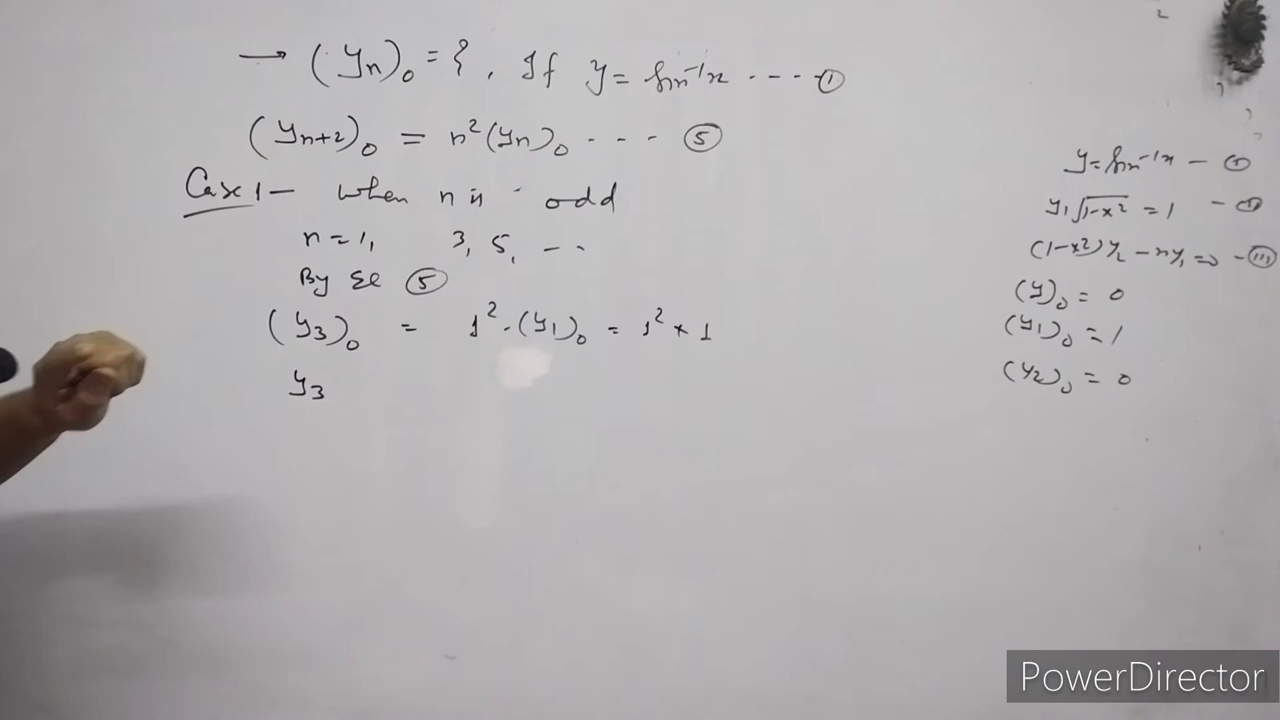 → (yₙ)₀ = {, If y = sin⁻¹x ---- ①
(yₙ₊₂)₀ = n²(yₙ)₀ --- ⑤
Case 1 – when n is odd
n = 1, 3, 5, --
By Eq ⑤
(y₃)₀ = 1² · (y₁)₀ = 1² × 1
y₃
y = sin⁻¹x – ①
y₁√1-x² = 1 – ⑪
(1-x²)y₂ – xy₁ = 0 – (III)
(y)₀ = 0
(y₁)₀ = 1
(y₂)₀ = 0
PowerDirector